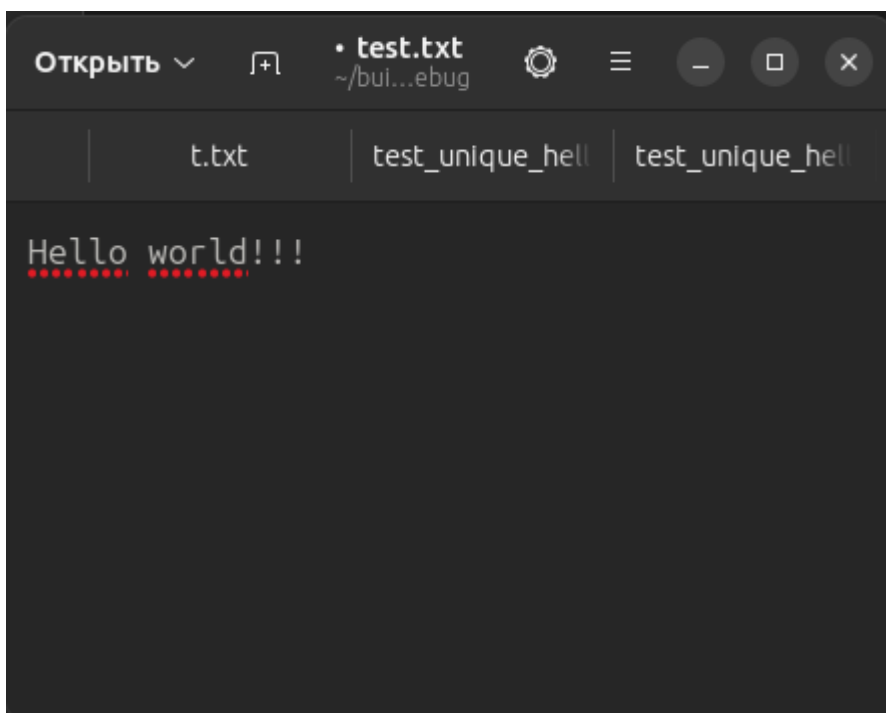 Открыть
• test.txt
~/bui...ebug
t.txt
test_unique_hell
test_unique_hell
Hello world!!!